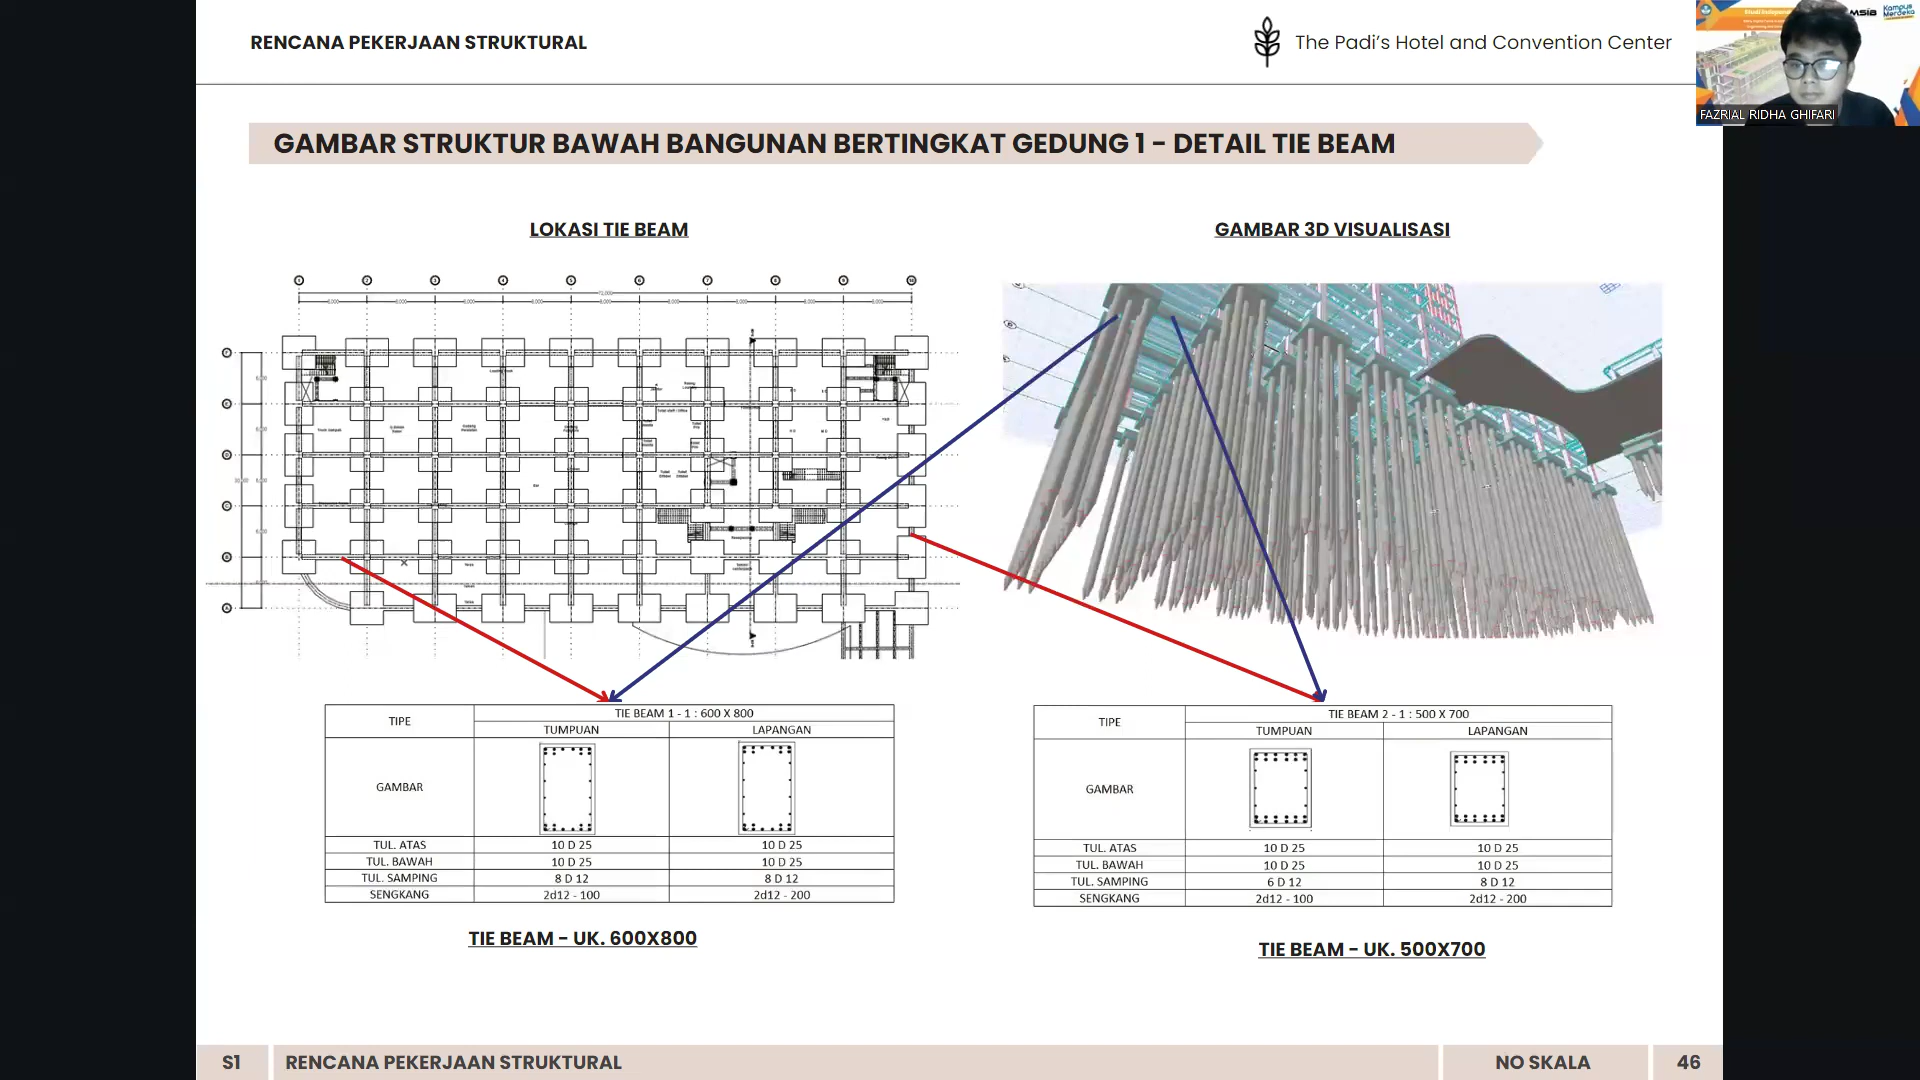 RENCANA PEKERJAAN STRUKTURAL
The Padi's Hotel and Convention Center
MSIB
Kampus Merdeka
FAZRIAL RIDHA GHIFARI
GAMBAR STRUKTUR BAWAH BANGUNAN BERTINGKAT GEDUNG 1 - DETAIL TIE BEAM
LOKASI TIE BEAM
GAMBAR 3D VISUALISASI
TIPE
TIE BEAM 1 - 1 : 600 X 800
TUMPUAN LAPANGAN
GAMBAR
TUL. ATAS 10 D 25 10 D 25
TUL. BAWAH 10 D 25 10 D 25
TUL. SAMPING 8 D 12 8 D 12
SENGKANG 2d12 - 100 2d12 - 200
TIE BEAM - UK. 600X800
TIPE
TIE BEAM 2 - 1 : 500 X 700
TUMPUAN LAPANGAN
GAMBAR
TUL. ATAS 10 D 25 10 D 25
TUL. BAWAH 10 D 25 10 D 25
TUL. SAMPING 6 D 12 8 D 12
SENGKANG 2d12 - 100 2d12 - 200
TIE BEAM - UK. 500X700
S1 RENCANA PEKERJAAN STRUKTURAL NO SKALA 46